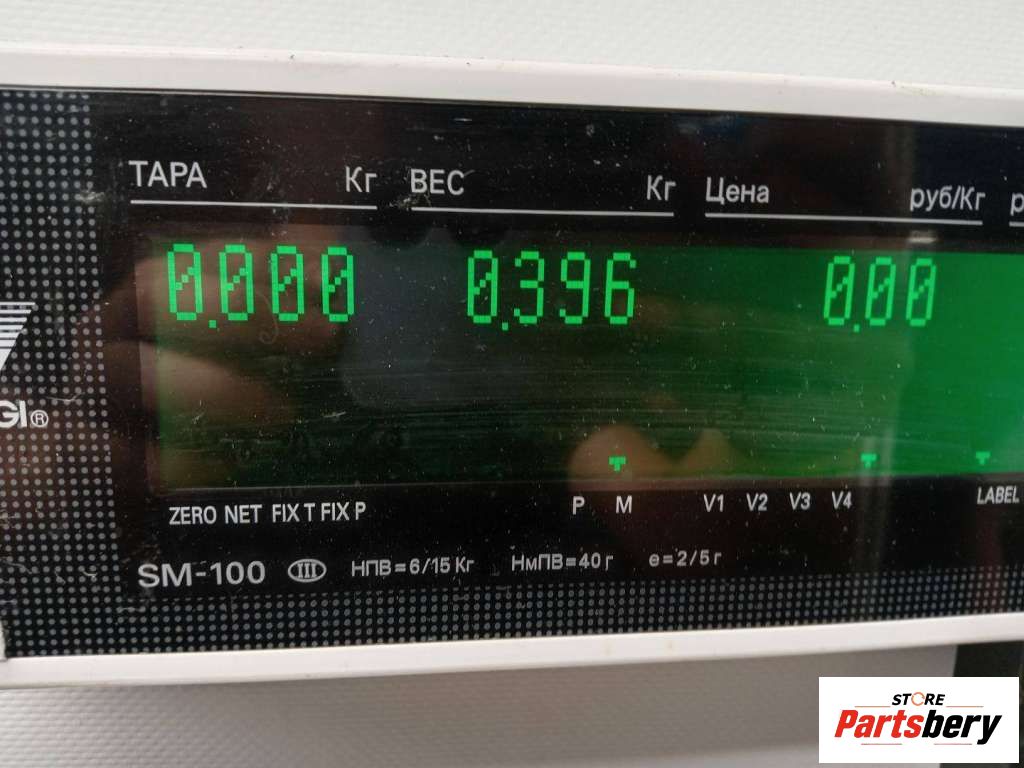 ТАРА Кг ВЕС Кг Цена руб/Кг
0.000 0.396 0.00
GI®
P M V1 V2 V3 V4 LABEL
ZERO NET FIX T FIX P
SM-100 III НПВ=6/15 Кг НмПВ=40 г e=2/5 г
STORE
Partsbery